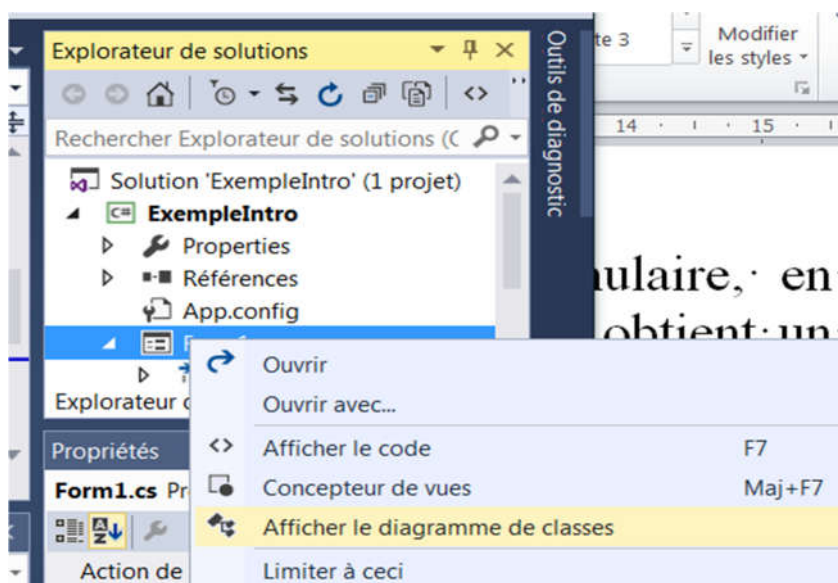 Explorateur de solutions
Rechercher Explorateur de solutions ((
Solution 'ExempleIntro' (1 projet)
C# ExempleIntro
Properties
Références
App.config
Explorateur
Ouvrir
Ouvrir avec...
Afficher le code F7
Concepteur de vues Maj+F7
Afficher le diagramme de classes
Limiter à ceci
Propriétés
Form1.cs
Action de
Outils de diagnostic
te 3
Modifier
les styles
14 15
ulaire, en
obtient un